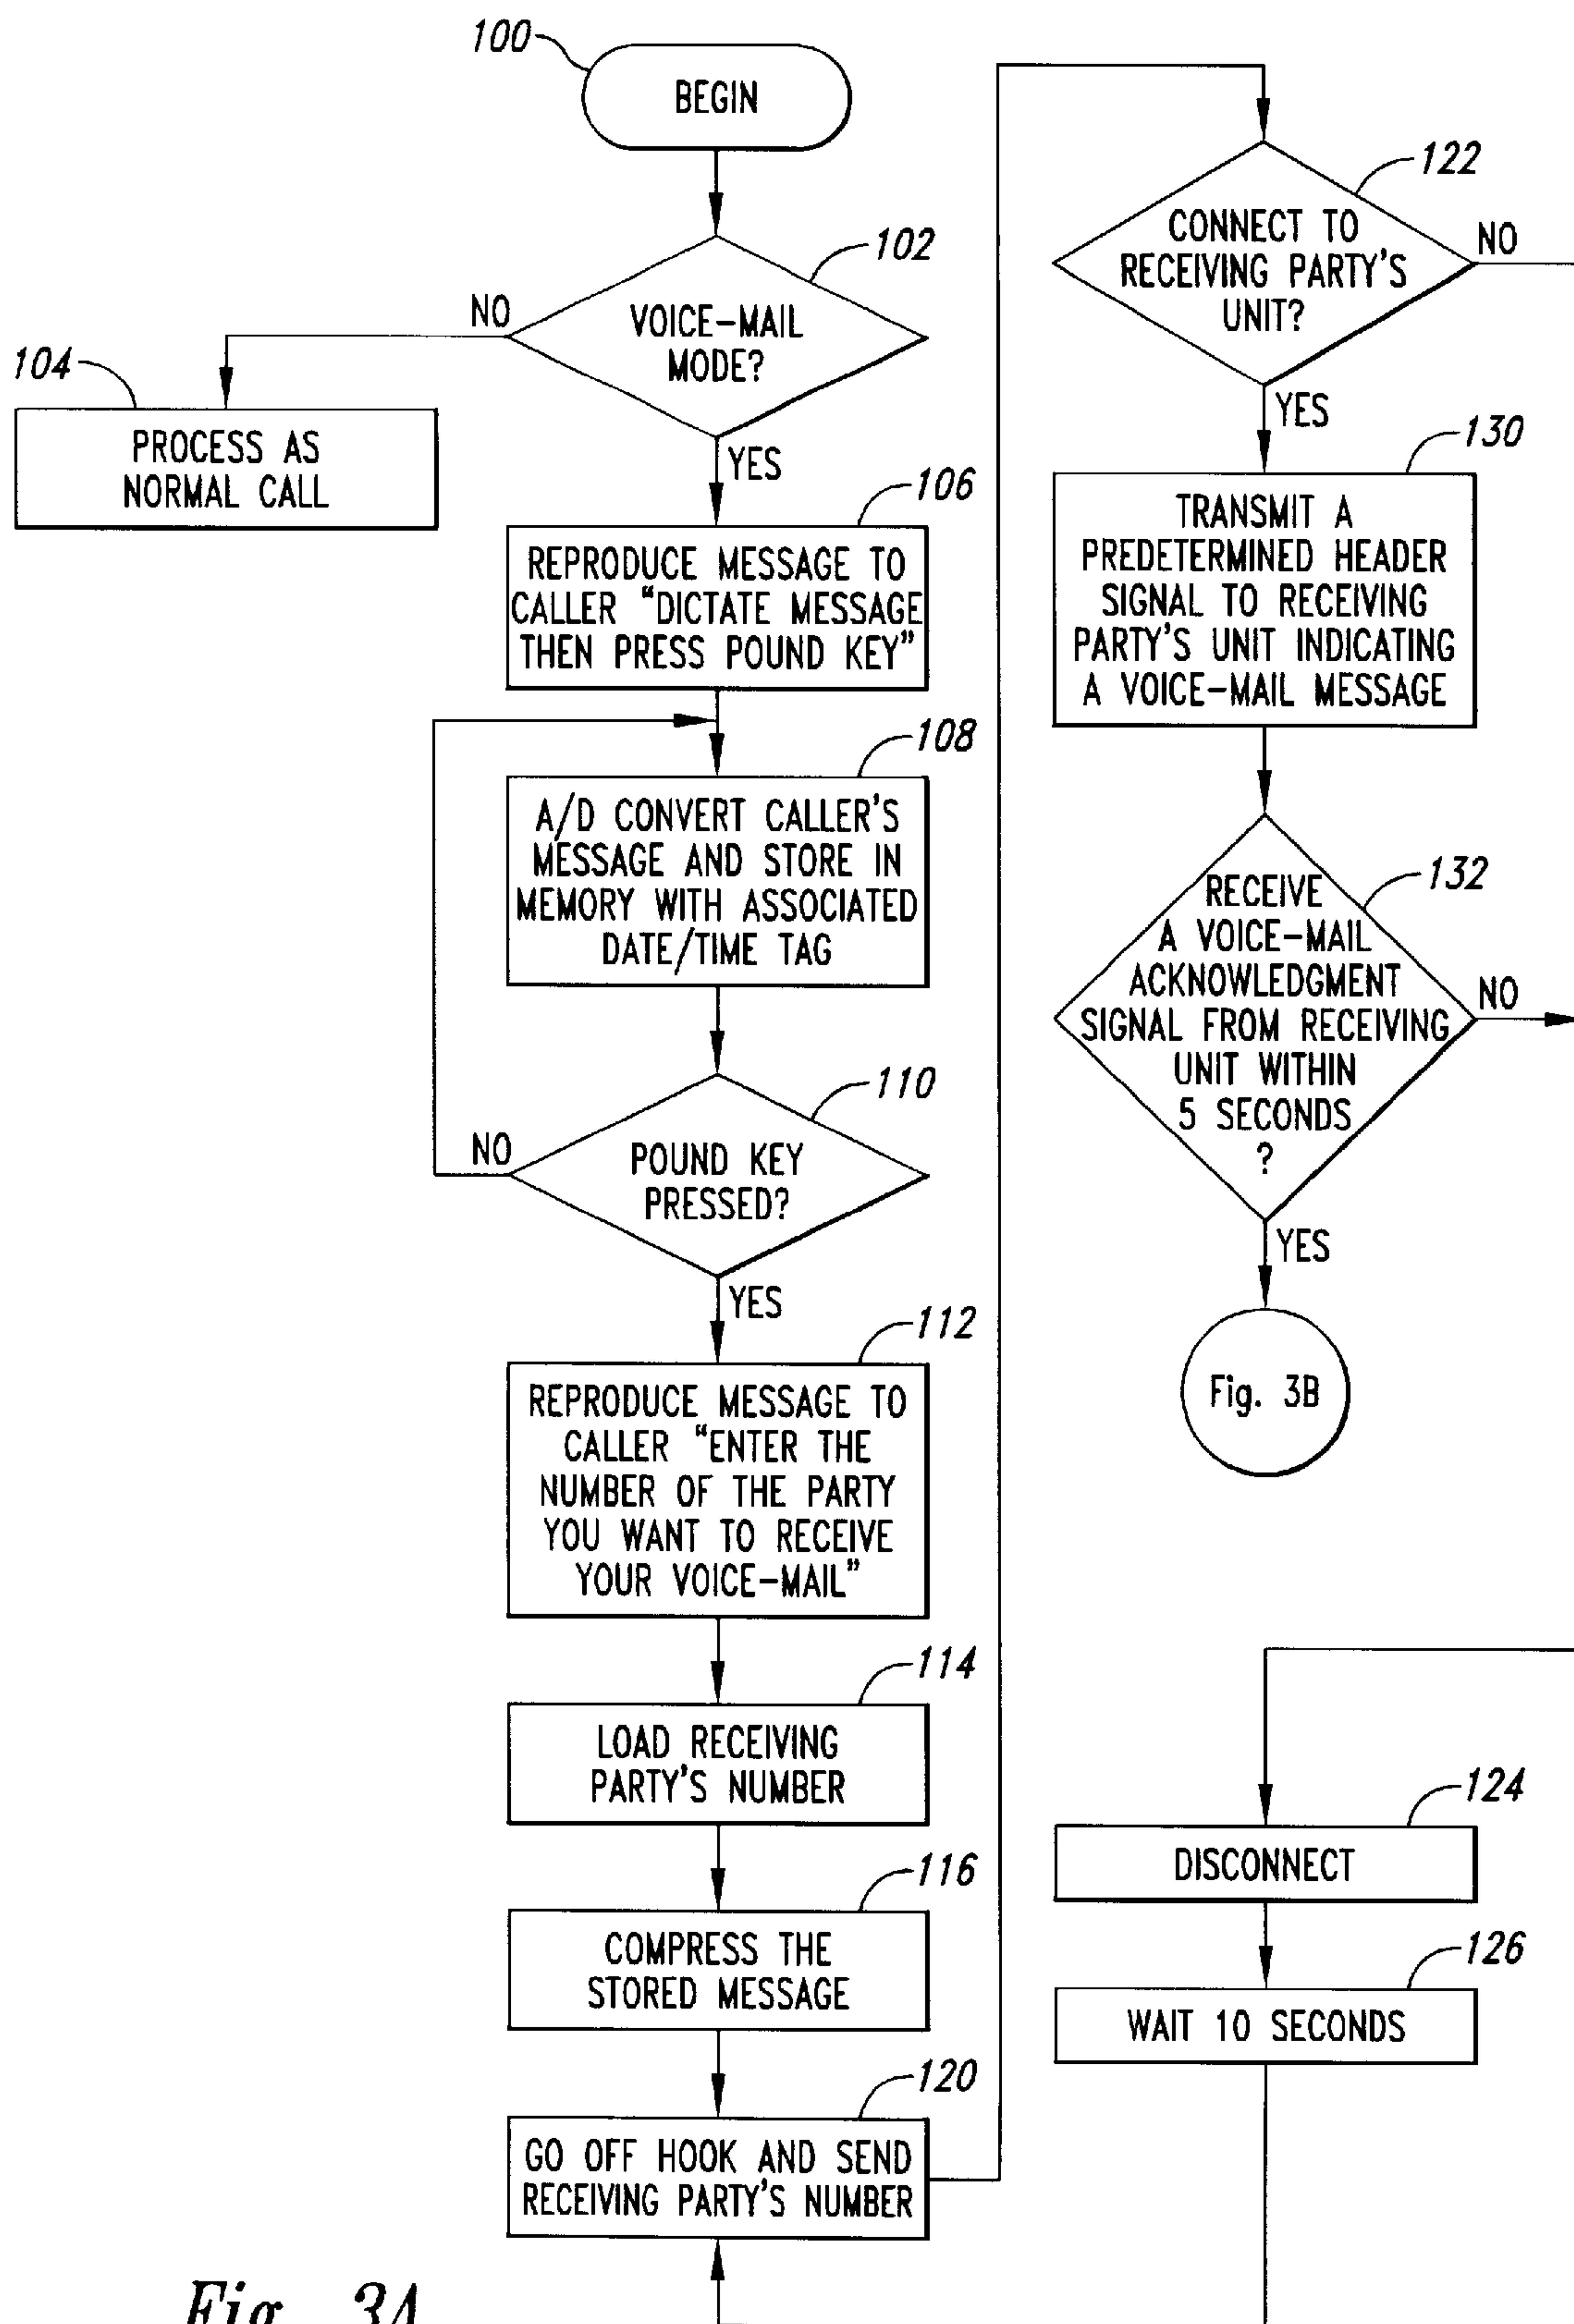 100
BEGIN
102
VOICE-MAIL
MODE?
NO
YES
104
PROCESS AS
NORMAL CALL
106
REPRODUCE MESSAGE TO
CALLER “DICTATE MESSAGE
THEN PRESS POUND KEY”
108
A/D CONVERT CALLER'S
MESSAGE AND STORE IN
MEMORY WITH ASSOCIATED
DATE/TIME TAG
110
POUND KEY
PRESSED?
NO
YES
112
REPRODUCE MESSAGE TO
CALLER “ENTER THE
NUMBER OF THE PARTY
YOU WANT TO RECEIVE
YOUR VOICE-MAIL”
114
LOAD RECEIVING
PARTY'S NUMBER
116
COMPRESS THE
STORED MESSAGE
120
GO OFF HOOK AND SEND
RECEIVING PARTY'S NUMBER
122
CONNECT TO
RECEIVING PARTY'S
UNIT?
NO
YES
130
TRANSMIT A
PREDETERMINED HEADER
SIGNAL TO RECEIVING
PARTY'S UNIT INDICATING
A VOICE-MAIL MESSAGE
132
RECEIVE
A VOICE-MAIL
ACKNOWLEDGMENT
SIGNAL FROM RECEIVING
UNIT WITHIN
5 SECONDS
?
NO
YES
Fig. 3B
124
DISCONNECT
126
WAIT 10 SECONDS
Fig. 3A